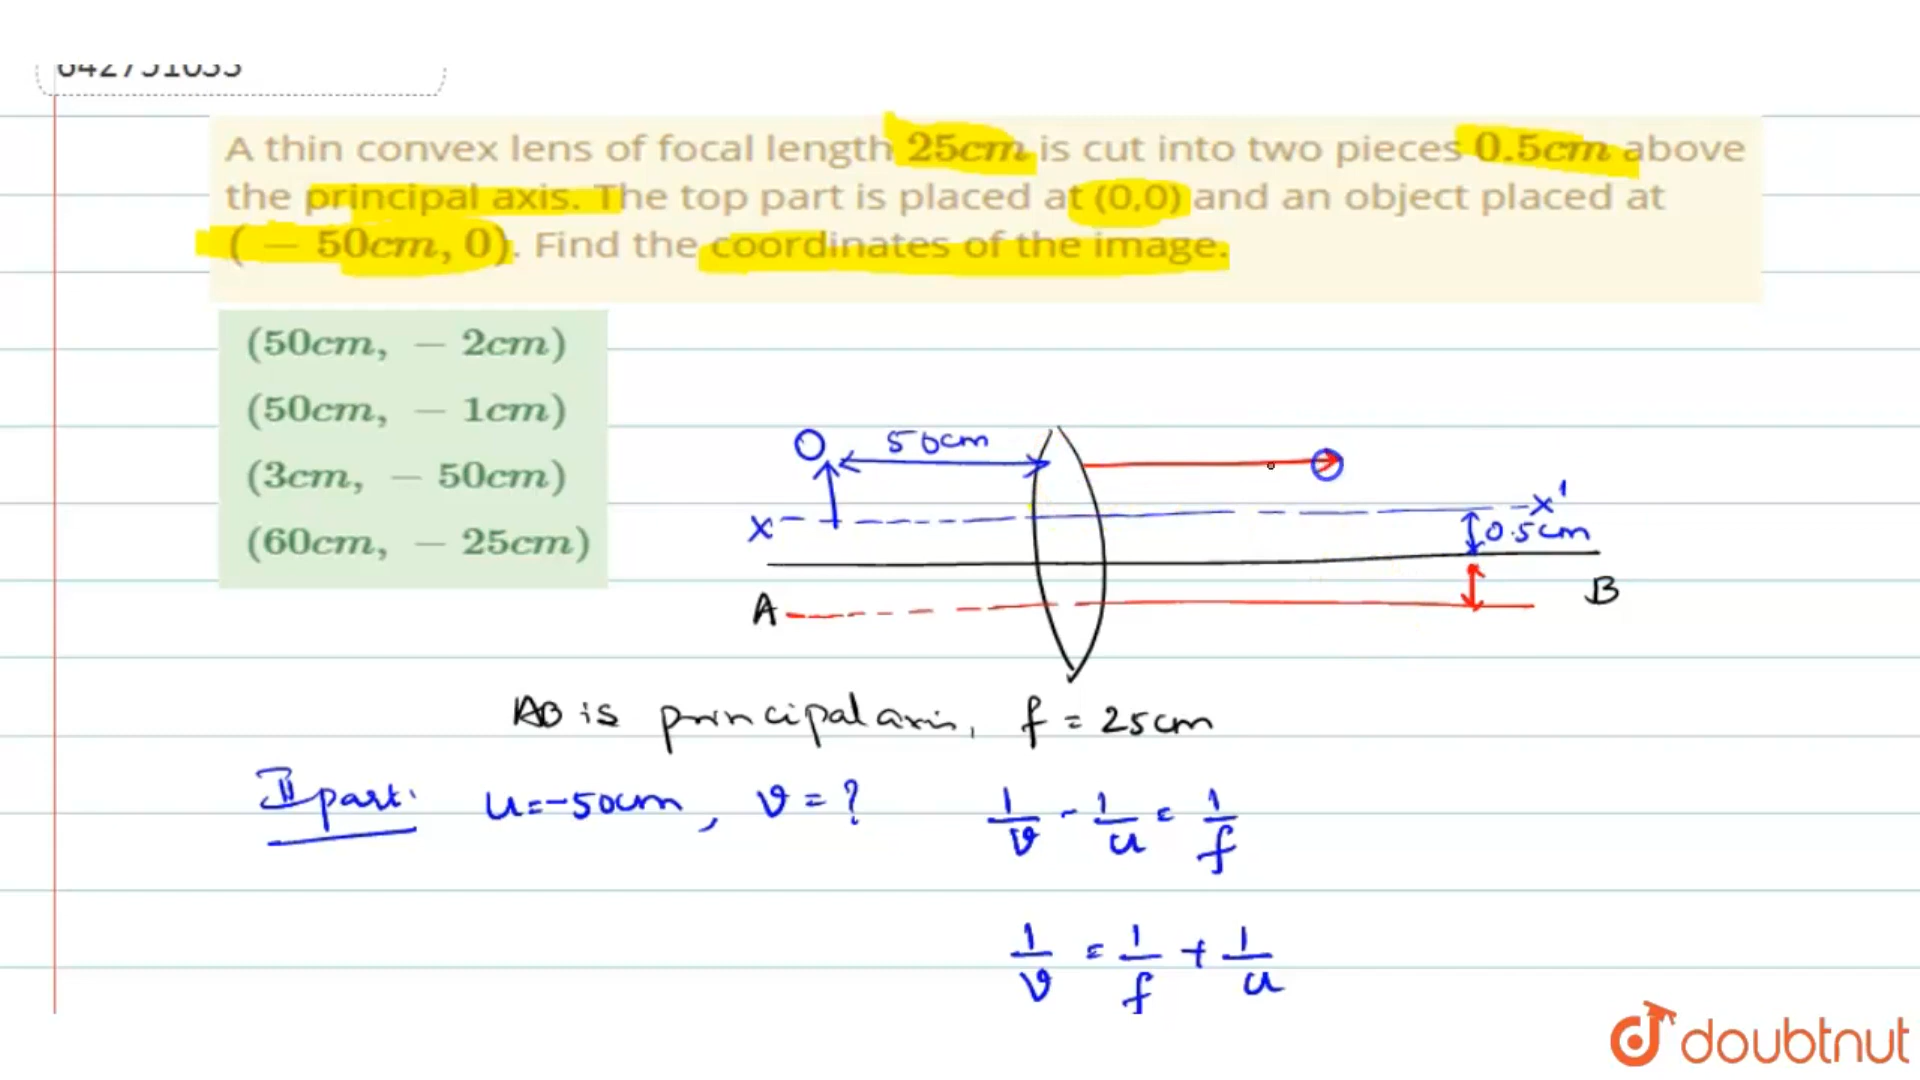 A thin convex lens of focal length 25cm is cut into two pieces 0.5cm above
the principal axis. The top part is placed at (0,0) and an object placed at
(−50cm, 0). Find the coordinates of the image.
(50cm, −2cm)
(50cm, −1cm)
(3cm, −50cm)
(60cm, −25cm)
O
50cm
X
X'
0.5cm
A
B
AB is principal axis, f = 25cm
II part: u=-50cm, v = ? 1/v - 1/u = 1/f
1/v = 1/f + 1/u
doubtnut